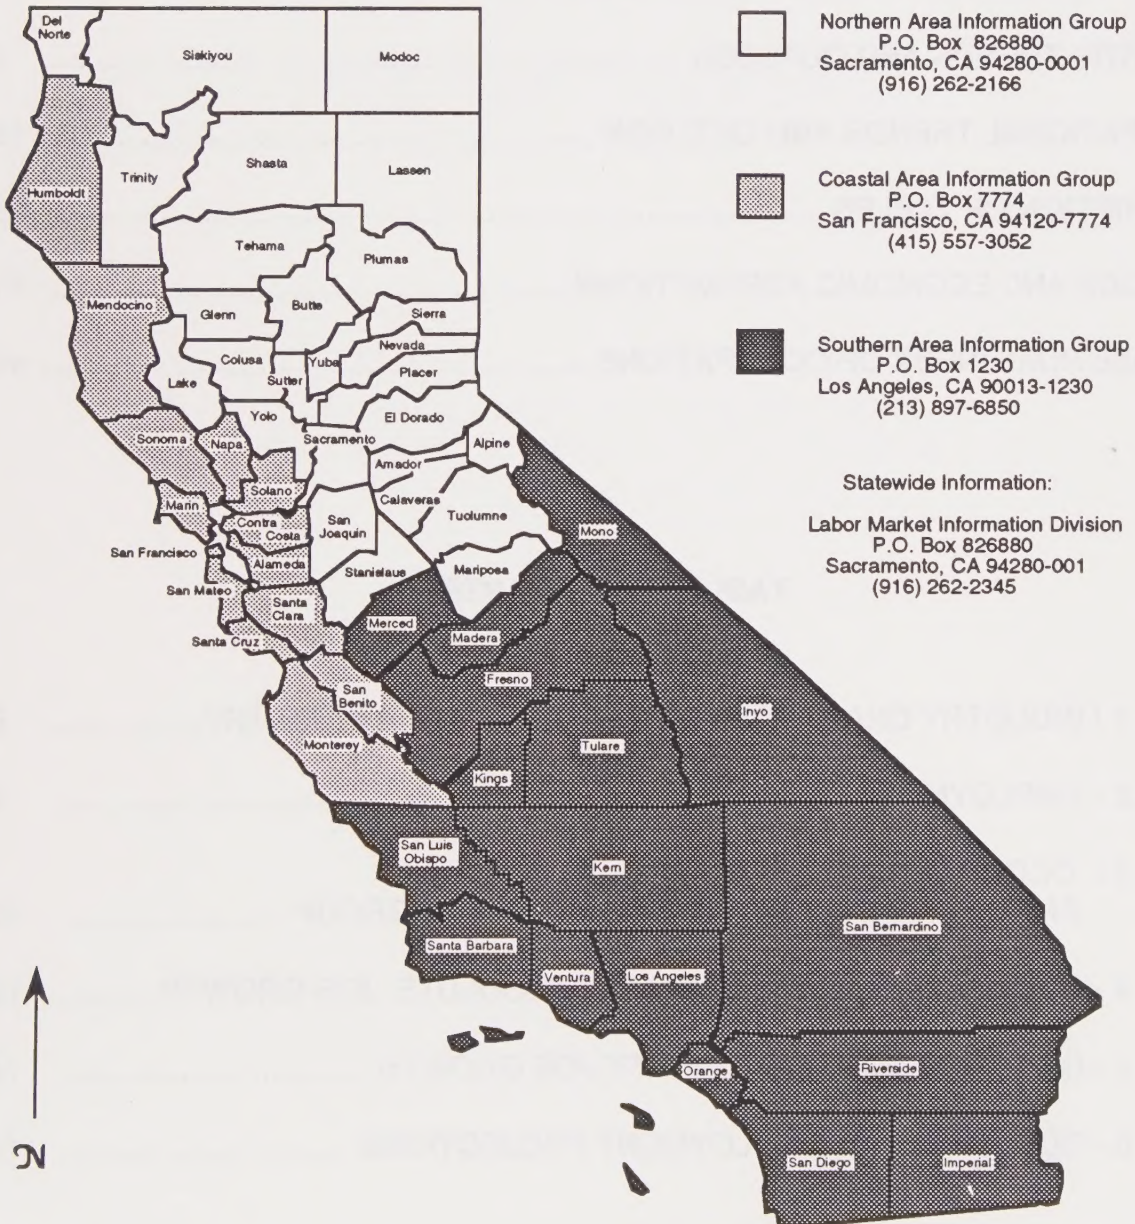 Del
Norte
Siskiyou
Modoc
Humboldt
Trinity
Shasta
Lassen
Tehama
Plumas
Mendocino
Glenn
Butte
Sierra
Lake
Colusa
Sutter
Yuba
Nevada
Placer
Yolo
El Dorado
Sonoma
Napa
Sacramento
Alpine
Amador
Solano
Marin
Calaveras
Contra
Costa
San
Joaquin
Tuolumne
Mono
San Francisco
Alameda
Stanislaus
Mariposa
San Mateo
Santa
Clara
Merced
Madera
Santa Cruz
Fresno
San
Benito
Inyo
Monterey
Tulare
Kings
San Luis
Obispo
Kern
Santa Barbara
San Bernardino
Ventura
Los Angeles
Orange
Riverside
San Diego
Imperial
N
Northern Area Information Group
P.O. Box 826880
Sacramento, CA 94280-0001
(916) 262-2166
Coastal Area Information Group
P.O. Box 7774
San Francisco, CA 94120-7774
(415) 557-3052
Southern Area Information Group
P.O. Box 1230
Los Angeles, CA 90013-1230
(213) 897-6850
Statewide Information:
Labor Market Information Division
P.O. Box 826880
Sacramento, CA 94280-001
(916) 262-2345